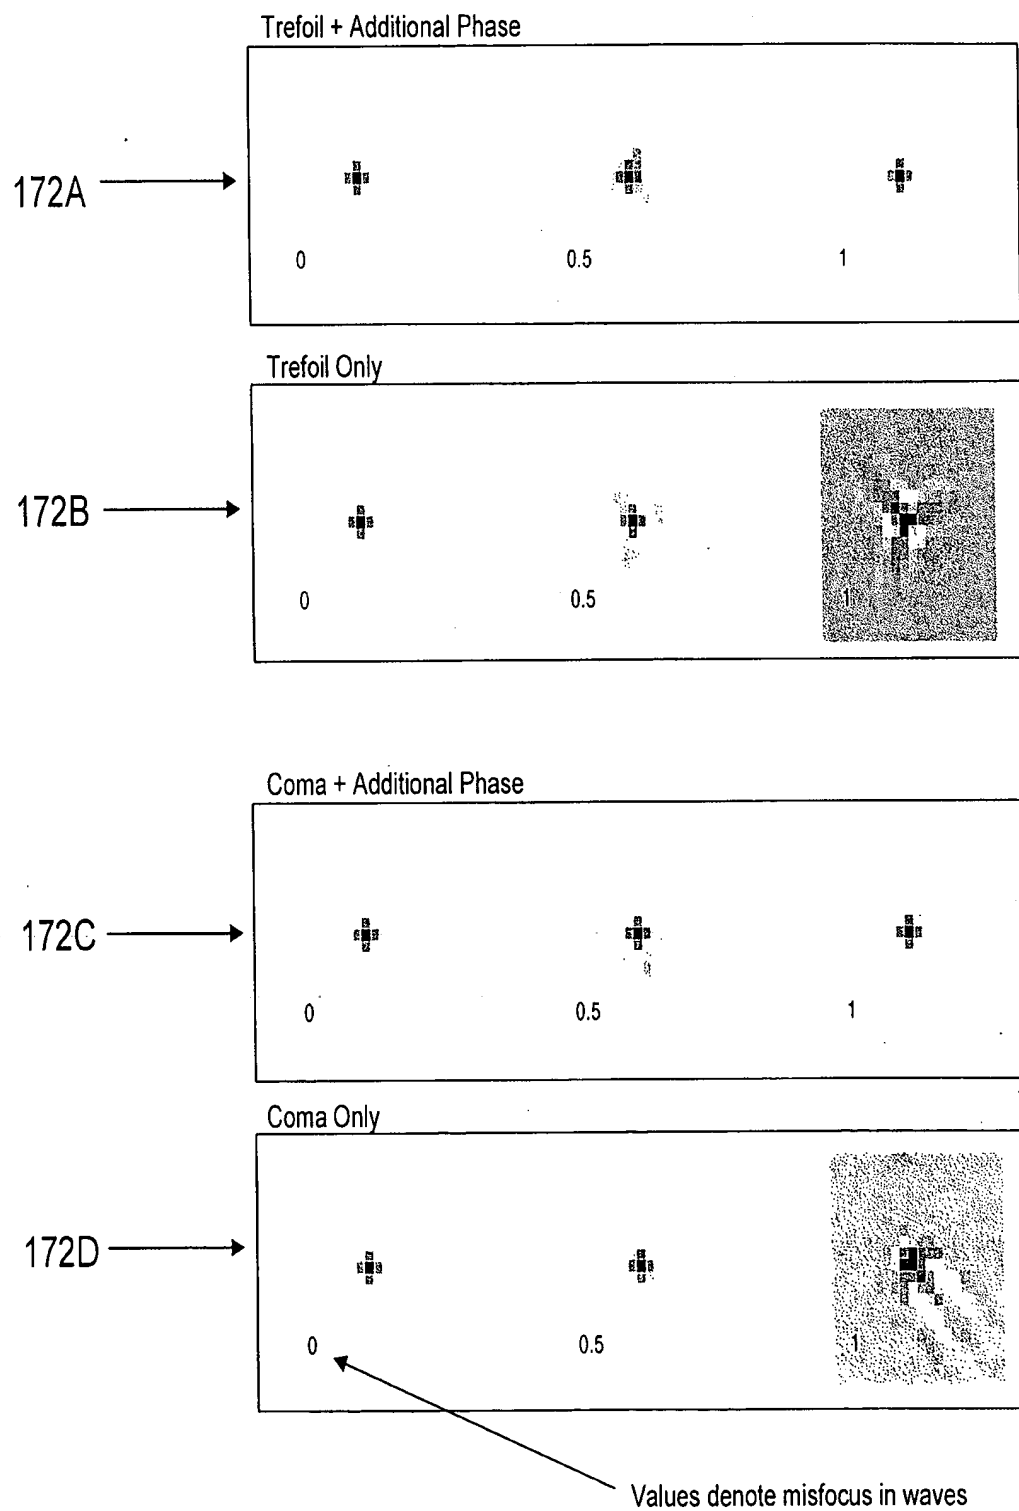 Trefoil + Additional Phase
172A
0 0.5 1
Trefoil Only
172B
0 0.5 1
Coma + Additional Phase
172C
0 0.5 1
Coma Only
172D
0 0.5 1
Values denote misfocus in waves